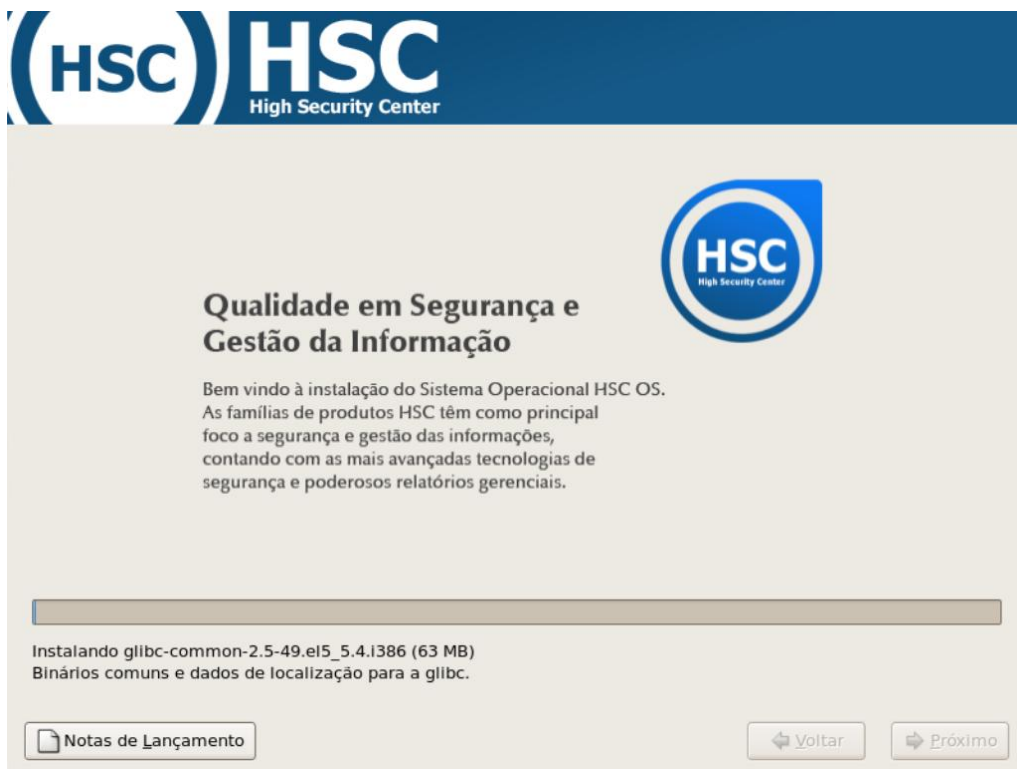 HSC
HSC
High Security Center
HSC
High Security Center
Qualidade em Segurança e
Gestão da Informação
Bem vindo à instalação do Sistema Operacional HSC OS.
As famílias de produtos HSC têm como principal
foco a segurança e gestão das informações,
contando com as mais avançadas tecnologias de
segurança e poderosos relatórios gerenciais.
Instalando glibc-common-2.5-49.el5_5.4.i386 (63 MB)
Binários comuns e dados de localização para a glibc.
Notas de Lançamento
Voltar
Próximo